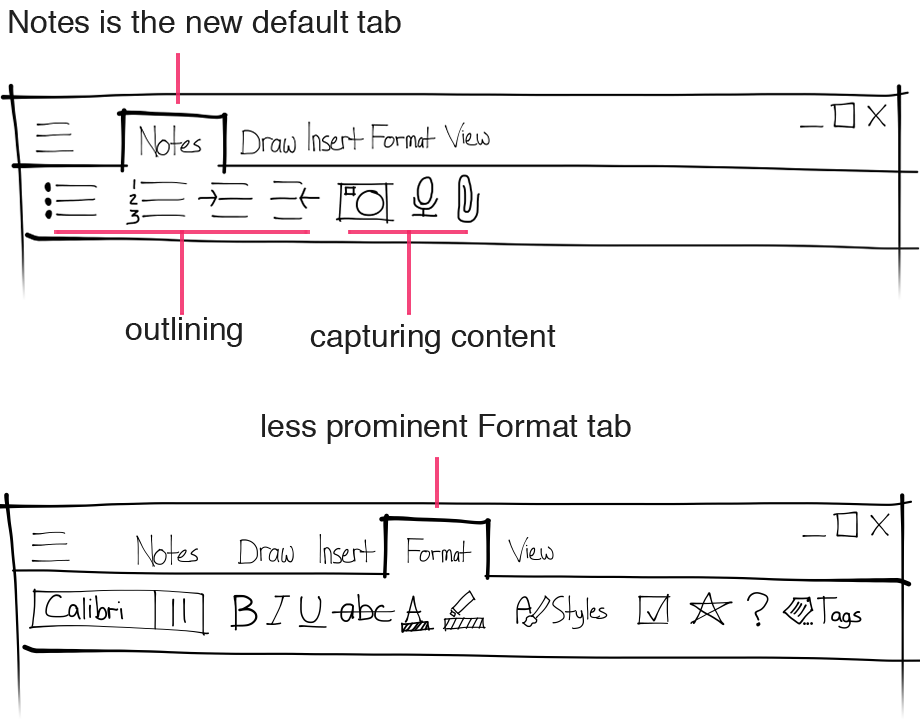 Notes is the new default tab
Notes Draw Insert Format View
1
2
3
outlining
capturing content
less prominent Format tab
Notes Draw Insert Format View
Calibri 11 B I U abc A A Styles ? Tags